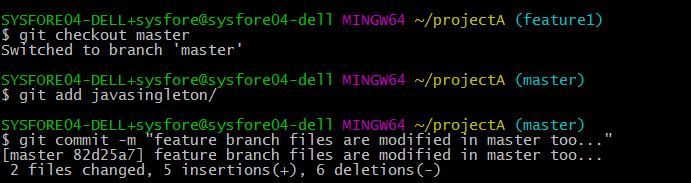 SYSFORE04-DELL+sysfore@sysfore04-dell MINGW64 ~/projectA (feature1)
$ git checkout master
Switched to branch 'master'
SYSFORE04-DELL+sysfore@sysfore04-dell MINGW64 ~/projectA (master)
$ git add javasingleton/
SYSFORE04-DELL+sysfore@sysfore04-dell MINGW64 ~/projectA (master)
$ git commit -m "feature branch files are modified in master too..."
[master 82d25a7] feature branch files are modified in master too...
 2 files changed, 5 insertions(+), 6 deletions(-)